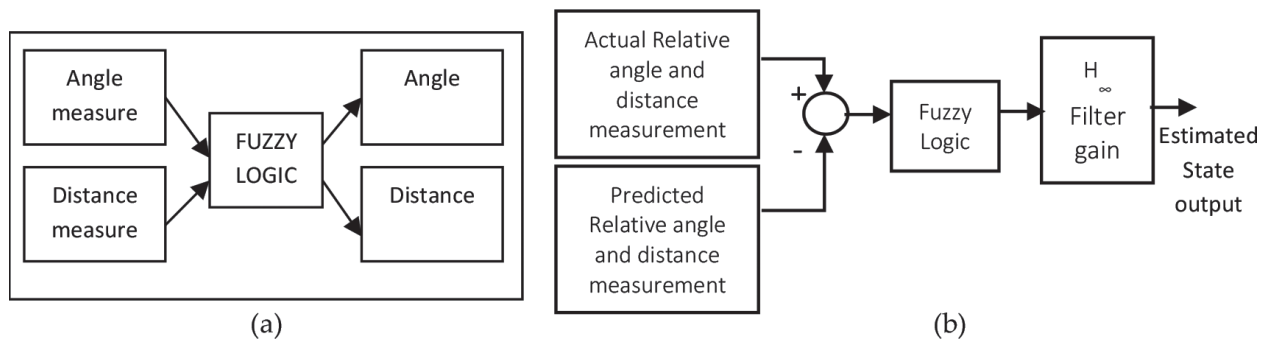 Angle
measure
Distance
measure
FUZZY
LOGIC
Angle
Distance
(a)
Actual Relative
angle and
distance
measurement
Predicted
Relative angle
and distance
measurement
+
-
Fuzzy
Logic
H∞
Filter
gain
Estimated
State
output
(b)